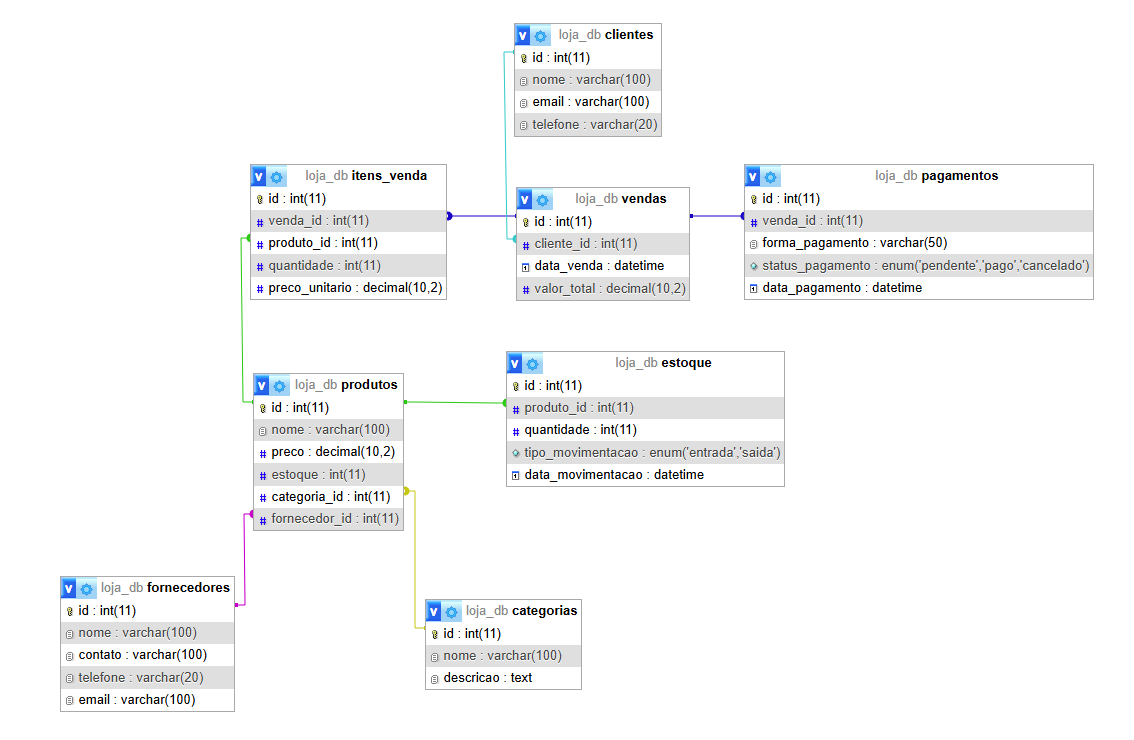 loja_db clientes
id : int(11)
nome : varchar(100)
email : varchar(100)
telefone : varchar(20)
loja_db itens_venda
id : int(11)
venda_id : int(11)
produto_id : int(11)
quantidade : int(11)
preco_unitario : decimal(10,2)
loja_db vendas
id : int(11)
cliente_id : int(11)
data_venda : datetime
valor_total : decimal(10,2)
loja_db pagamentos
id : int(11)
venda_id : int(11)
forma_pagamento : varchar(50)
status_pagamento : enum('pendente','pago','cancelado')
data_pagamento : datetime
loja_db produtos
id : int(11)
nome : varchar(100)
preco : decimal(10,2)
estoque : int(11)
categoria_id : int(11)
fornecedor_id : int(11)
loja_db estoque
id : int(11)
produto_id : int(11)
quantidade : int(11)
tipo_movimentacao : enum('entrada','saida')
data_movimentacao : datetime
loja_db fornecedores
id : int(11)
nome : varchar(100)
contato : varchar(100)
telefone : varchar(20)
email : varchar(100)
loja_db categorias
id : int(11)
nome : varchar(100)
descricao : text